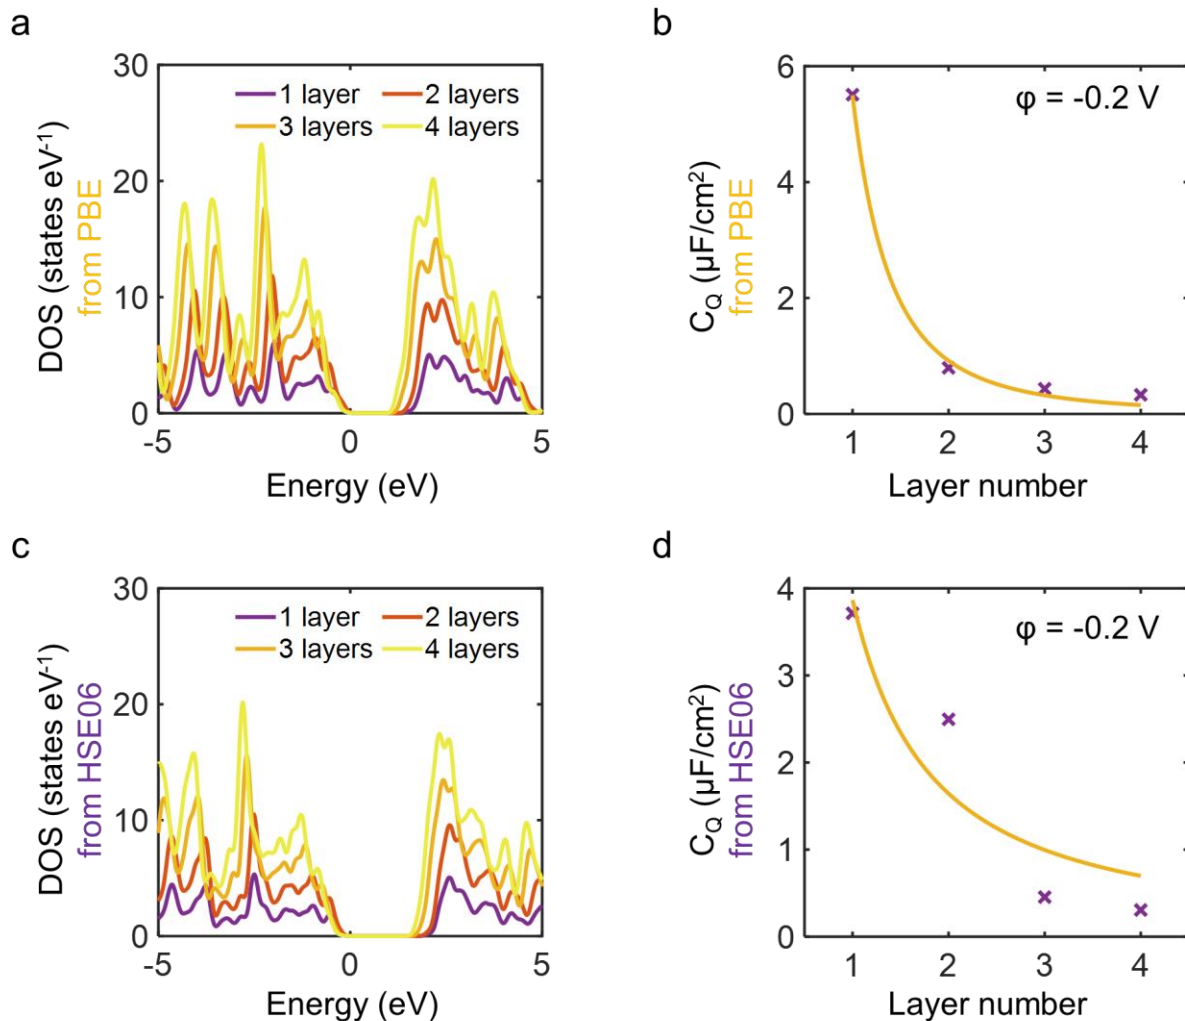 a
30
20
10
0
-5
0
5
DOS (states eV⁻¹)
from PBE
Energy (eV)
1 layer
2 layers
3 layers
4 layers
b
6
4
2
0
1
2
3
4
C_Q (µF/cm²)
from PBE
Layer number
φ = -0.2 V
c
30
20
10
0
-5
0
5
DOS (states eV⁻¹)
from HSE06
Energy (eV)
1 layer
2 layers
3 layers
4 layers
d
4
3
2
1
0
1
2
3
4
C_Q (µF/cm²)
from HSE06
Layer number
φ = -0.2 V